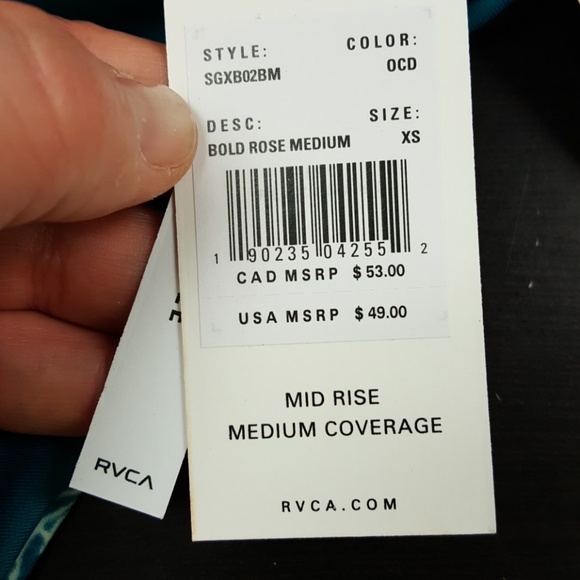 STYLE: COLOR:
SGXB02BM OCD
DESC: SIZE:
BOLD ROSE MEDIUM XS
1 90235 04255 2
CAD MSRP $ 53.00
USA MSRP $ 49.00
MID RISE
MEDIUM COVERAGE
RVCA.COM
RVCA